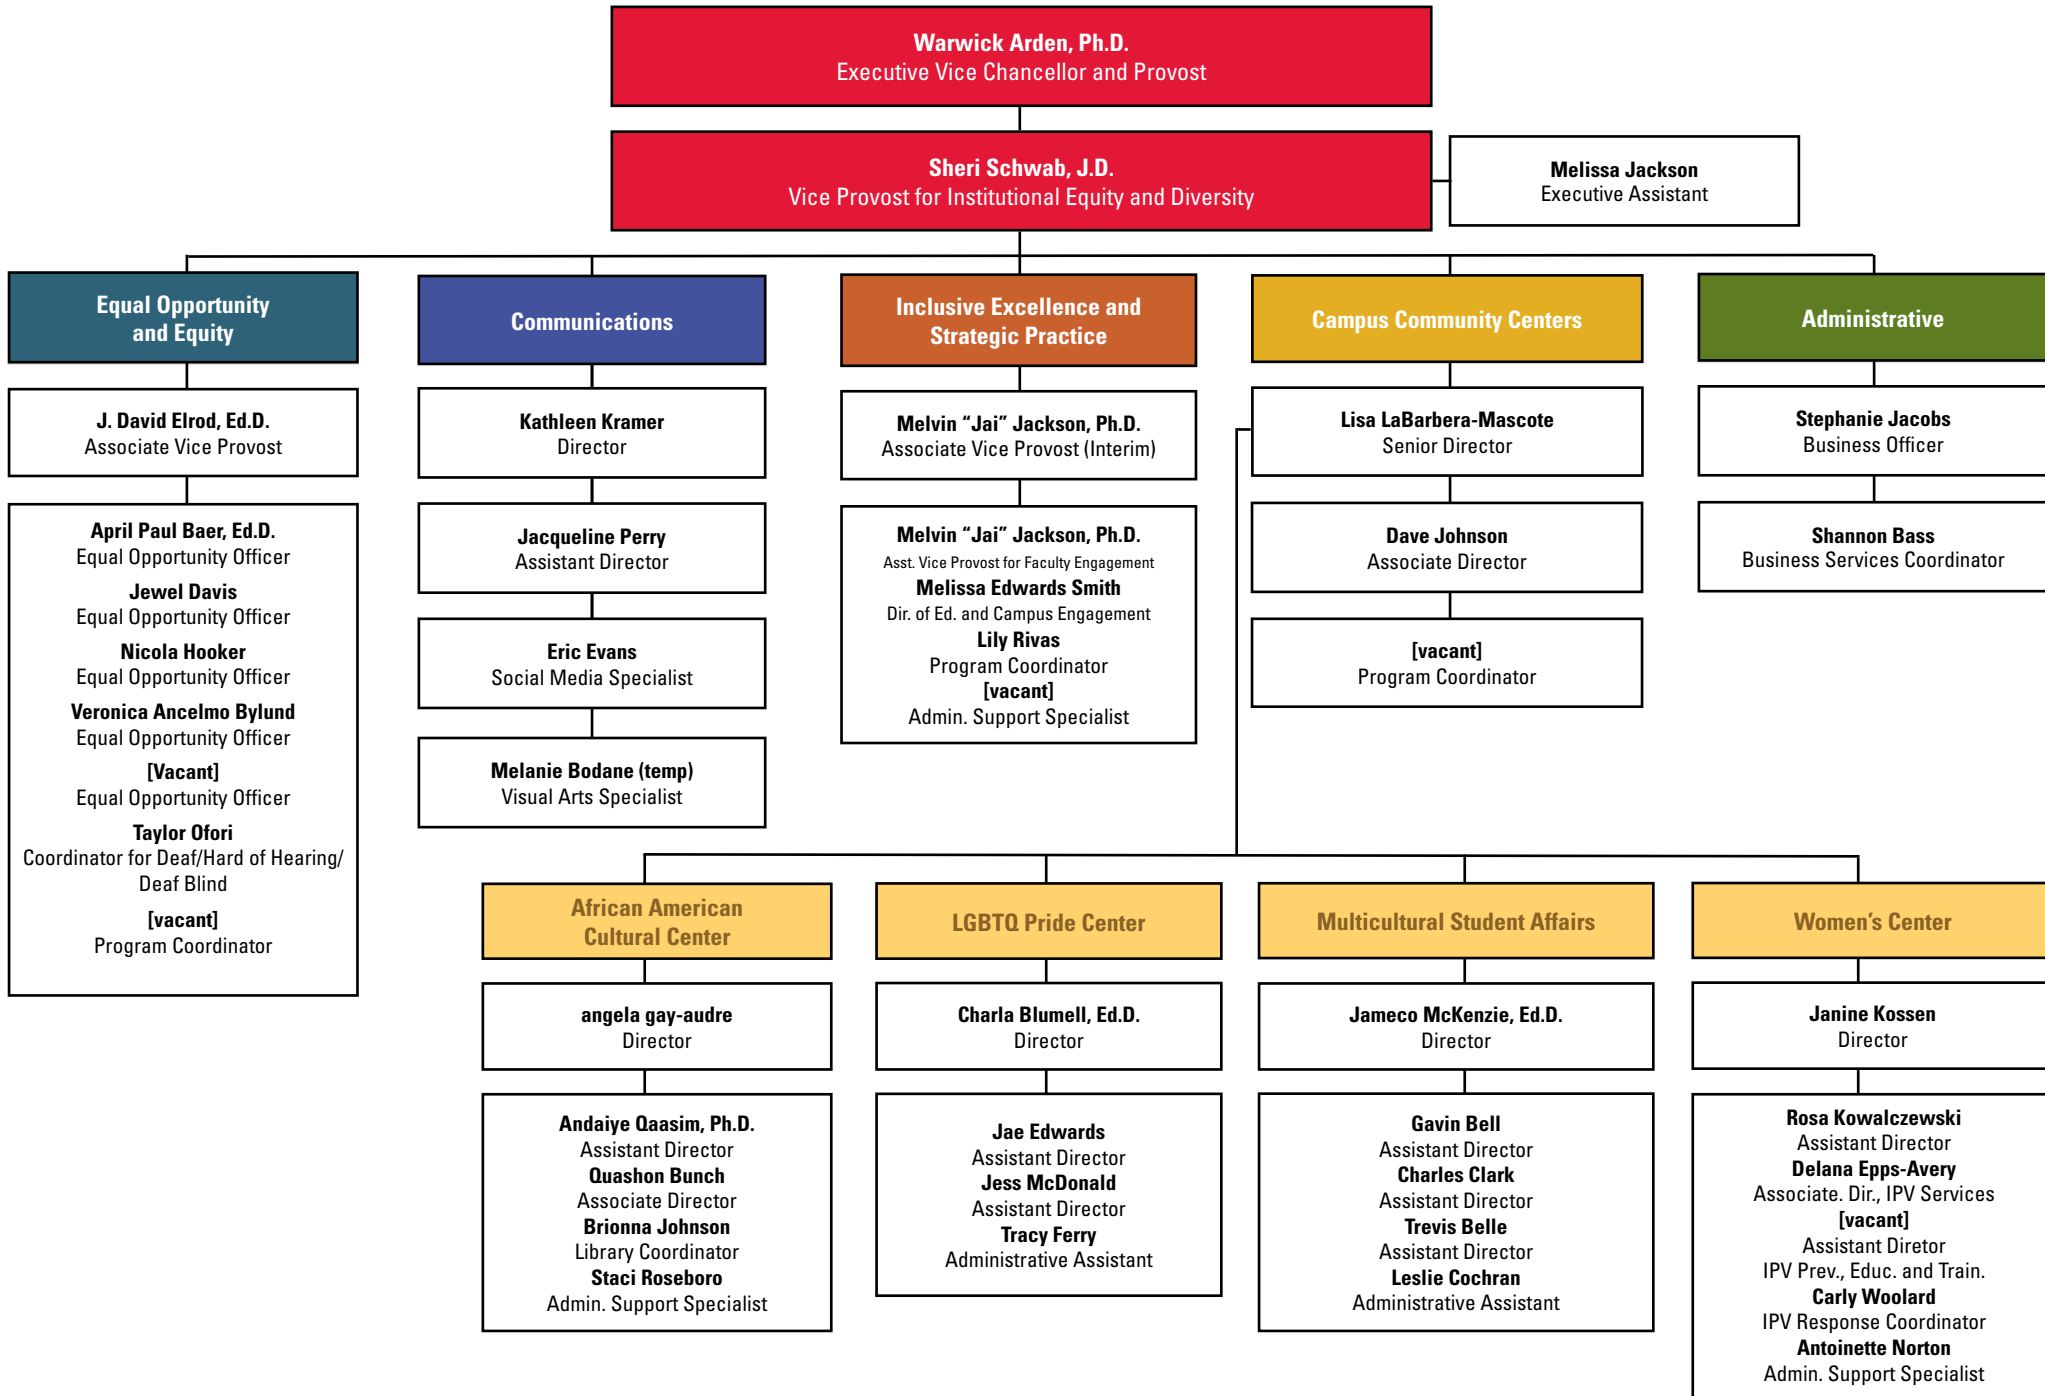 Warwick Arden, Ph.D.
Executive Vice Chancellor and Provost
Sheri Schwab, J.D.
Vice Provost for Institutional Equity and Diversity
Melissa Jackson
Executive Assistant
Equal Opportunity
and Equity
J. David Elrod, Ed.D.
Associate Vice Provost
April Paul Baer, Ed.D.
Equal Opportunity Officer
Jewel Davis
Equal Opportunity Officer
Nicola Hooker
Equal Opportunity Officer
Veronica Ancelmo Bylund
Equal Opportunity Officer
[Vacant]
Equal Opportunity Officer
Taylor Ofori
Coordinator for Deaf/Hard of Hearing/
Deaf Blind
[vacant]
Program Coordinator
Communications
Kathleen Kramer
Director
Jacqueline Perry
Assistant Director
Eric Evans
Social Media Specialist
Melanie Bodane (temp)
Visual Arts Specialist
Inclusive Excellence and
Strategic Practice
Melvin “Jai” Jackson, Ph.D.
Associate Vice Provost (Interim)
Melvin “Jai” Jackson, Ph.D.
Asst. Vice Provost for Faculty Engagement
Melissa Edwards Smith
Dir. of Ed. and Campus Engagement
Lily Rivas
Program Coordinator
[vacant]
Admin. Support Specialist
Campus Community Centers
Lisa LaBarbera-Mascote
Senior Director
Dave Johnson
Associate Director
[vacant]
Program Coordinator
Administrative
Stephanie Jacobs
Business Officer
Shannon Bass
Business Services Coordinator
African American
Cultural Center
angela gay-audre
Director
Andaiye Qaasim, Ph.D.
Assistant Director
Quashon Bunch
Associate Director
Brionna Johnson
Library Coordinator
Staci Roseboro
Admin. Support Specialist
LGBTQ Pride Center
Charla Blumell, Ed.D.
Director
Jae Edwards
Assistant Director
Jess McDonald
Assistant Director
Tracy Ferry
Administrative Assistant
Multicultural Student Affairs
Jameco McKenzie, Ed.D.
Director
Gavin Bell
Assistant Director
Charles Clark
Assistant Director
Trevis Belle
Assistant Director
Leslie Cochran
Administrative Assistant
Women’s Center
Janine Kossen
Director
Rosa Kowalczewski
Assistant Director
Delana Epps-Avery
Associate. Dir., IPV Services
[vacant]
Assistant Diretor
IPV Prev., Educ. and Train.
Carly Woolard
IPV Response Coordinator
Antoinette Norton
Admin. Support Specialist